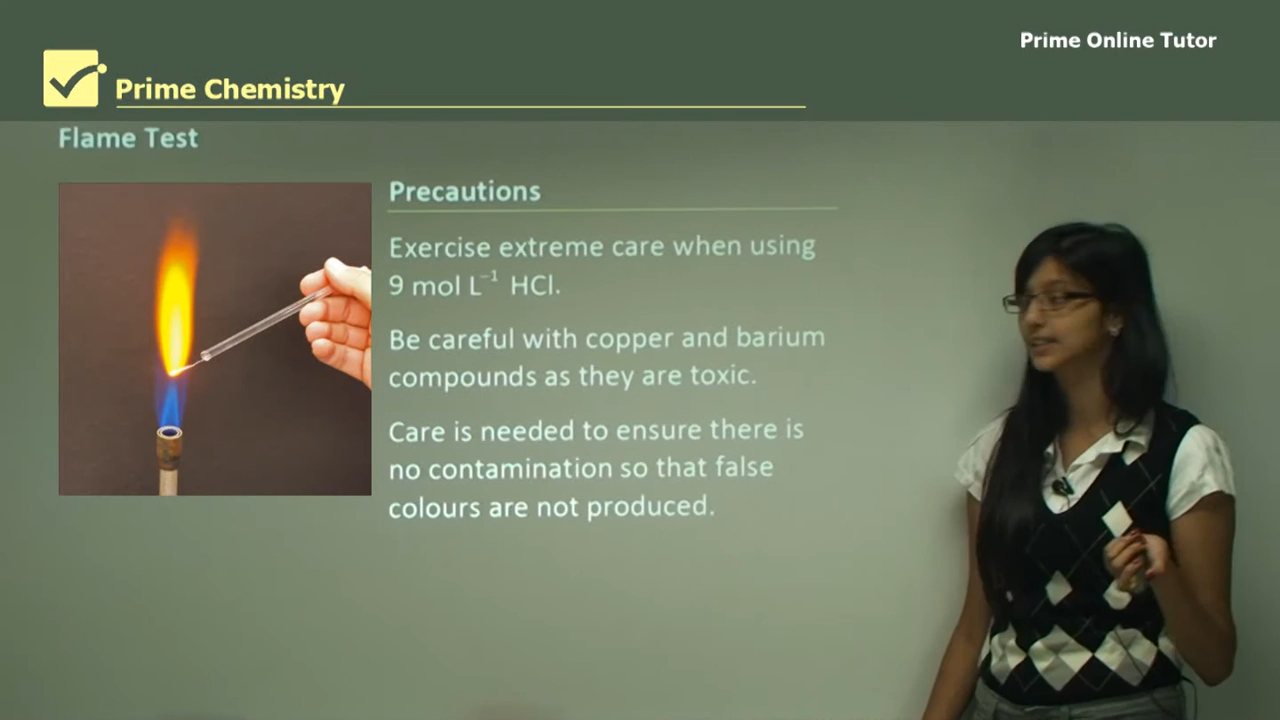 Prime Online Tutor
Prime Chemistry
Flame Test
Precautions
Exercise extreme care when using
9 mol L⁻¹ HCl.
Be careful with copper and barium
compounds as they are toxic.
Care is needed to ensure there is
no contamination so that false
colours are not produced.